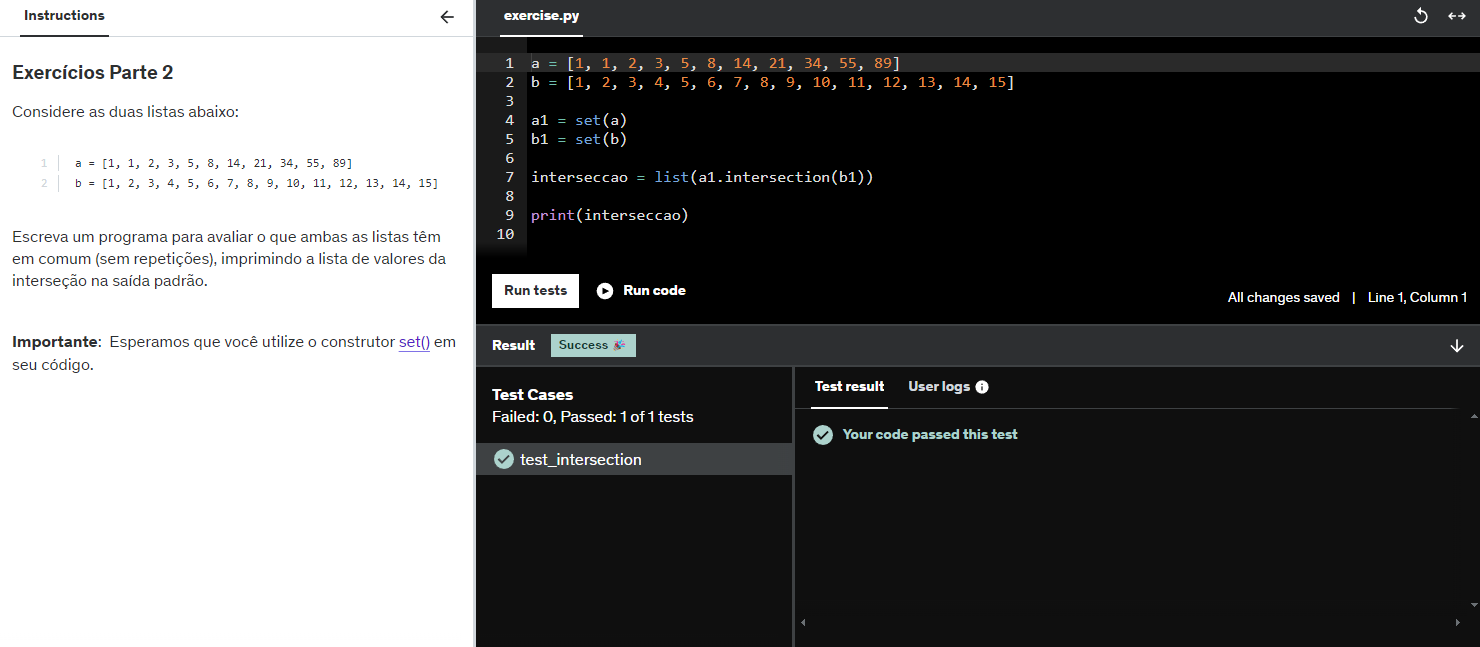 Instructions
Exercícios Parte 2
Considere as duas listas abaixo:
1 a = [1, 1, 2, 3, 5, 8, 14, 21, 34, 55, 89]
2 b = [1, 2, 3, 4, 5, 6, 7, 8, 9, 10, 11, 12, 13, 14, 15]
Escreva um programa para avaliar o que ambas as listas têm
em comum (sem repetições), imprimindo a lista de valores da
interseção na saída padrão.
Importante: Esperamos que você utilize o construtor set() em
seu código.
exercise.py
1 a = [1, 1, 2, 3, 5, 8, 14, 21, 34, 55, 89]
2 b = [1, 2, 3, 4, 5, 6, 7, 8, 9, 10, 11, 12, 13, 14, 15]
3
4 a1 = set(a)
5 b1 = set(b)
6
7 interseccao = list(a1.intersection(b1))
8
9 print(interseccao)
10
Run tests Run code
All changes saved | Line 1, Column 1
Result Success 🎉
Test Cases
Failed: 0, Passed: 1 of 1 tests
test_intersection
Test result User logs
Your code passed this test